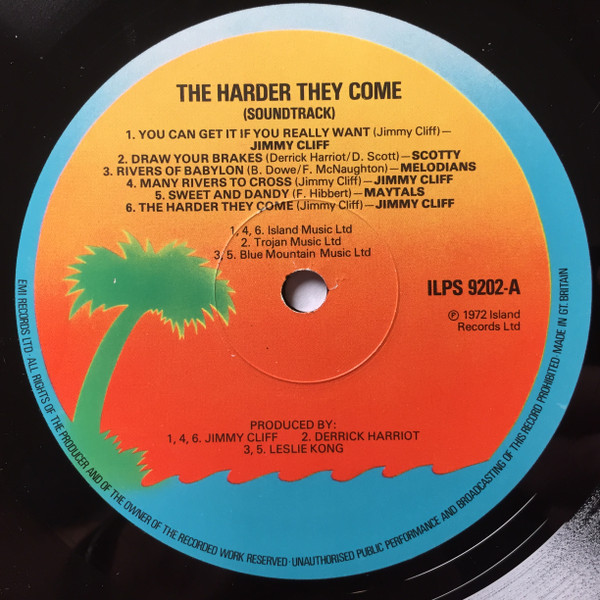 THE HARDER THEY COME
(SOUNDTRACK)
1. YOU CAN GET IT IF YOU REALLY WANT (Jimmy Cliff)—
JIMMY CLIFF
2. DRAW YOUR BRAKES (Derrick Harriot/D. Scott)—SCOTTY
3. RIVERS OF BABYLON (B. Dowe/F. McNaughton)—MELODIANS
4. MANY RIVERS TO CROSS (Jimmy Cliff)—JIMMY CLIFF
5. SWEET AND DANDY (F. Hibbert)—MAYTALS
6. THE HARDER THEY COME (Jimmy Cliff)—JIMMY CLIFF
1, 4, 6. Island Music Ltd
2. Trojan Music Ltd
3, 5. Blue Mountain Music Ltd
ILPS 9202-A
℗ 1972 Island
Records Ltd
PRODUCED BY:
1, 4, 6. JIMMY CLIFF 2. DERRICK HARRIOT
3, 5. LESLIE KONG
EMI RECORDS LTD·ALL RIGHTS OF THE PRODUCER AND OF THE OWNER OF THE RECORDED WORK RESERVED·UNAUTHORISED PUBLIC PERFORMANCE AND BROADCASTING OF THIS RECORD PROHIBITED·MADE IN GT. BRITAIN